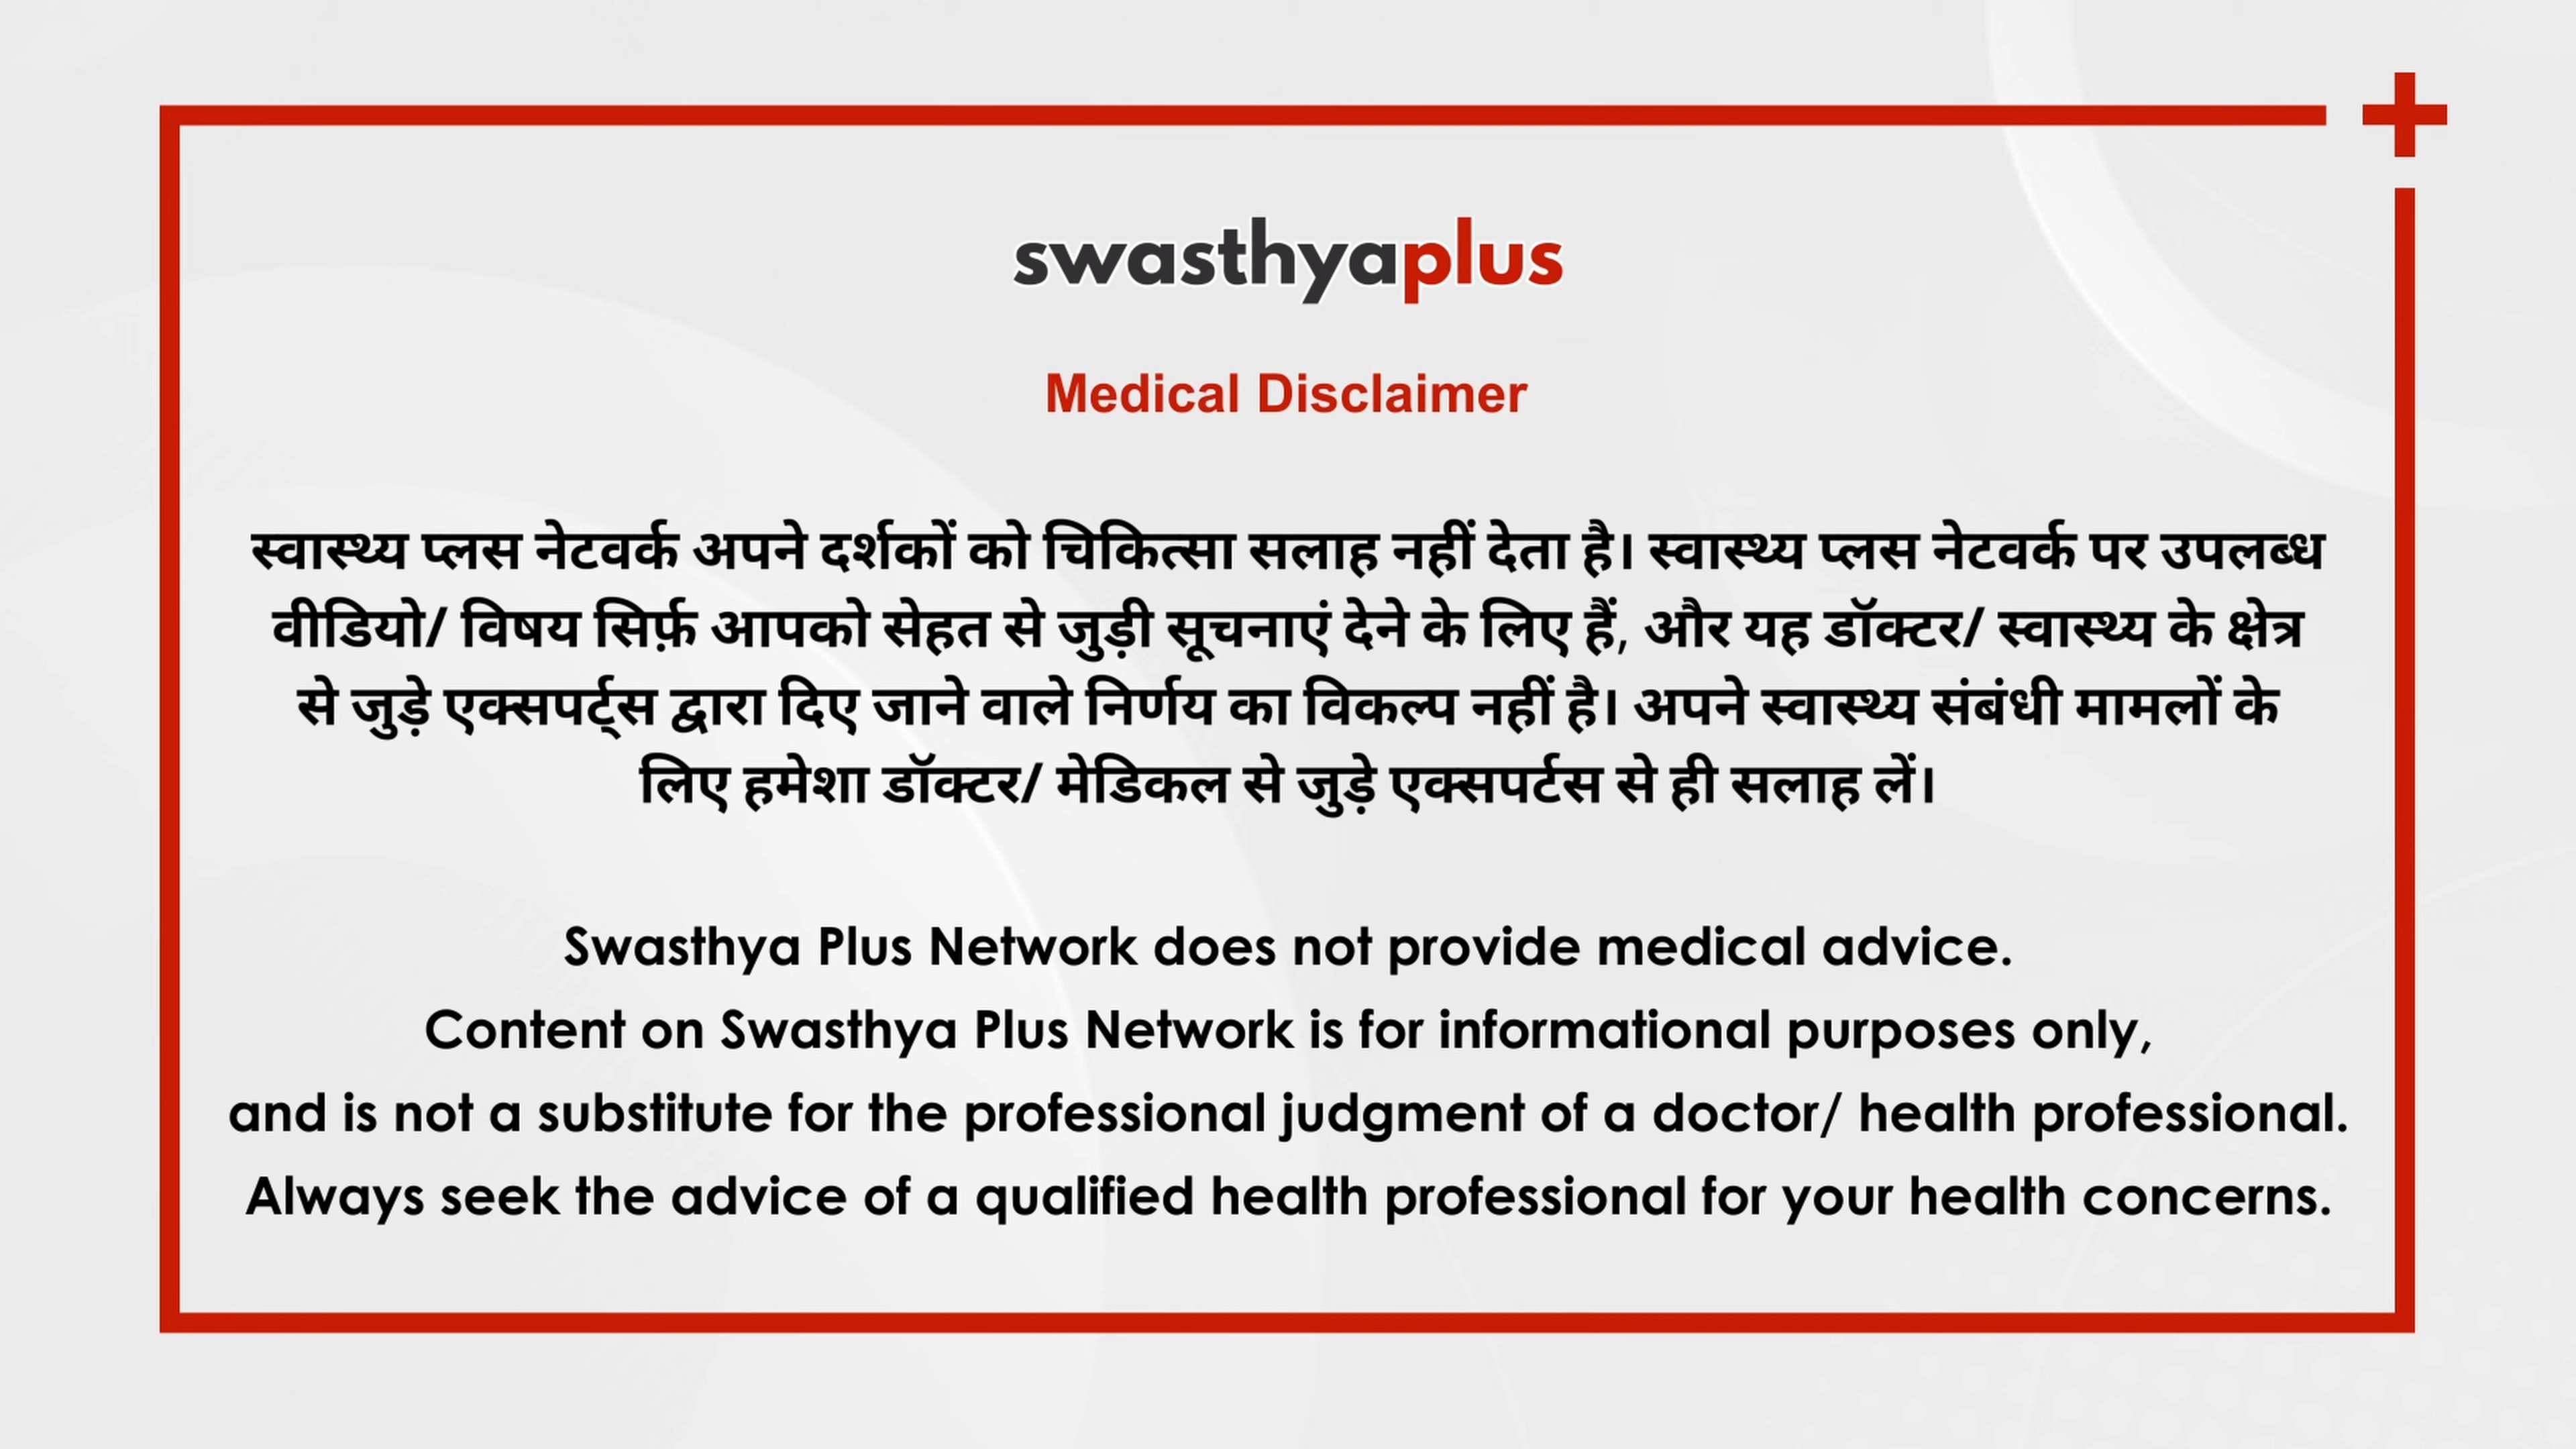 swasthyaplus
Medical Disclaimer
स्वास्थ्य प्लस नेटवर्क अपने दर्शकों को चिकित्सा सलाह नहीं देता है। स्वास्थ्य प्लस नेटवर्क पर उपलब्ध
वीडियो/ विषय सिर्फ़ आपको सेहत से जुड़ी सूचनाएं देने के लिए हैं, और यह डॉक्टर/ स्वास्थ्य के क्षेत्र
से जुड़े एक्सपर्ट्स द्वारा दिए जाने वाले निर्णय का विकल्प नहीं है। अपने स्वास्थ्य संबंधी मामलों के
लिए हमेशा डॉक्टर/ मेडिकल से जुड़े एक्सपर्टस से ही सलाह लें।
Swasthya Plus Network does not provide medical advice.
Content on Swasthya Plus Network is for informational purposes only,
and is not a substitute for the professional judgment of a doctor/ health professional.
Always seek the advice of a qualified health professional for your health concerns.